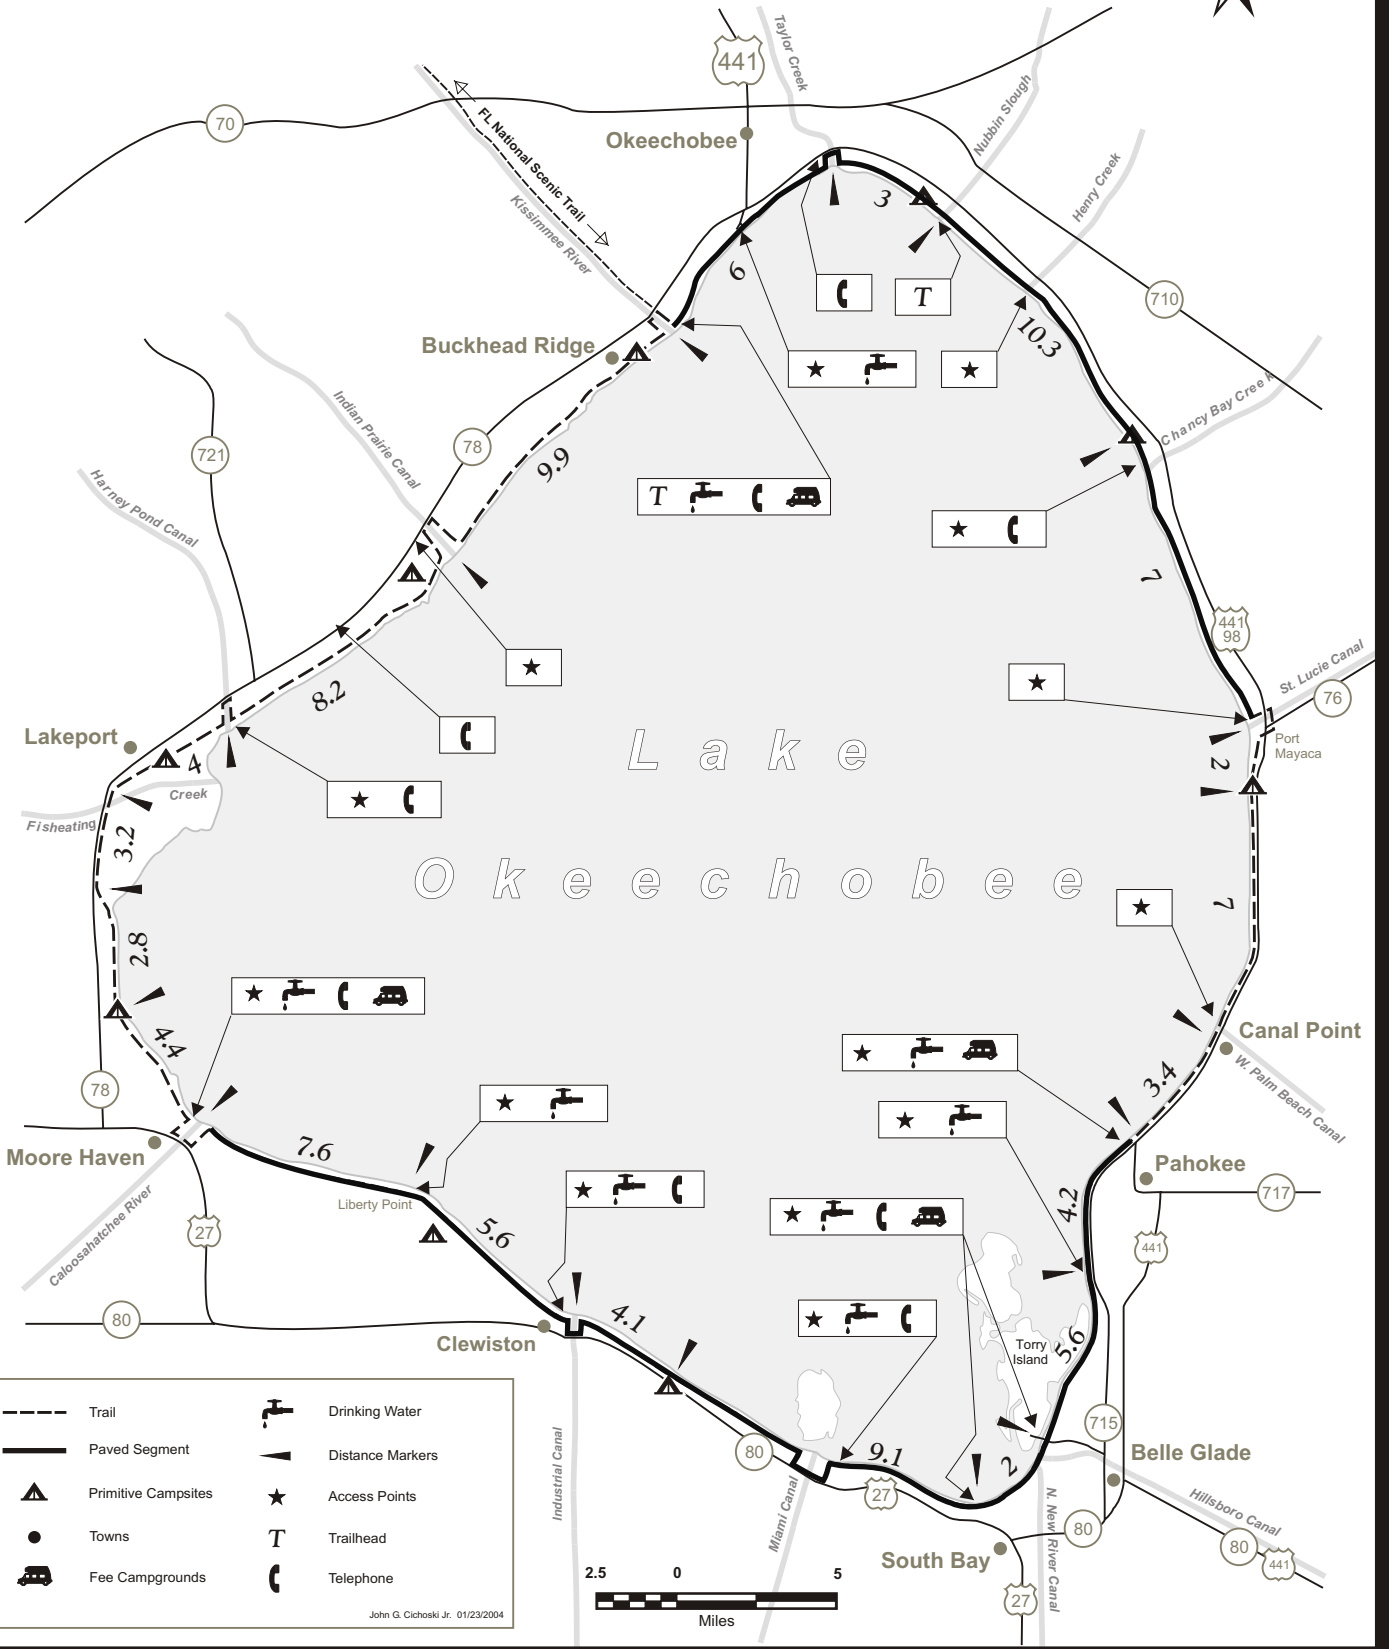 441
Taylor Creek
Nubbin Slough
70
FL National Scenic Trail
Okeechobee
Henry Creek
Kissimmee River
3
6
T
710
10.3
Buckhead Ridge
Indian Prairie Canal
Chancy Bay Creek
78
721
9.9
Harney Pond Canal
T
7
441
98
St. Lucie Canal
76
8.2
Lakeport
Lake
Port
Mayaca
4
2
Creek
Fisheating
3.2
Okeechobee
7
2.8
4.4
Canal Point
W. Palm Beach Canal
3.4
78
Moore Haven
7.6
Pahokee
717
Liberty Point
4.2
Caloosahatchee River
27
5.6
441
80
4.1
Clewiston
Torry
Island
5.6
715
80
9.1
2
Belle Glade
27
Industrial Canal
Miami Canal
N. New River Canal
Hillsboro Canal
80
80
441
South Bay
27
Trail
Drinking Water
Paved Segment
Distance Markers
Primitive Campsites
Access Points
Towns
T
Trailhead
Fee Campgrounds
Telephone
John G. Cichoski Jr. 01/23/2004
2.5 0 5
Miles